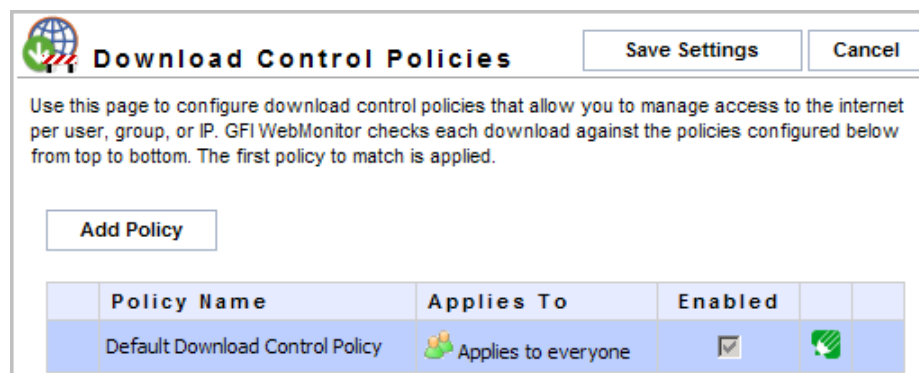 Download Control Policies
Save Settings
Cancel
Use this page to configure download control policies that allow you to manage access to the internet
per user, group, or IP. GFI WebMonitor checks each download against the policies configured below
from top to bottom. The first policy to match is applied.
Add Policy
Policy Name Applies To Enabled
Default Download Control Policy Applies to everyone